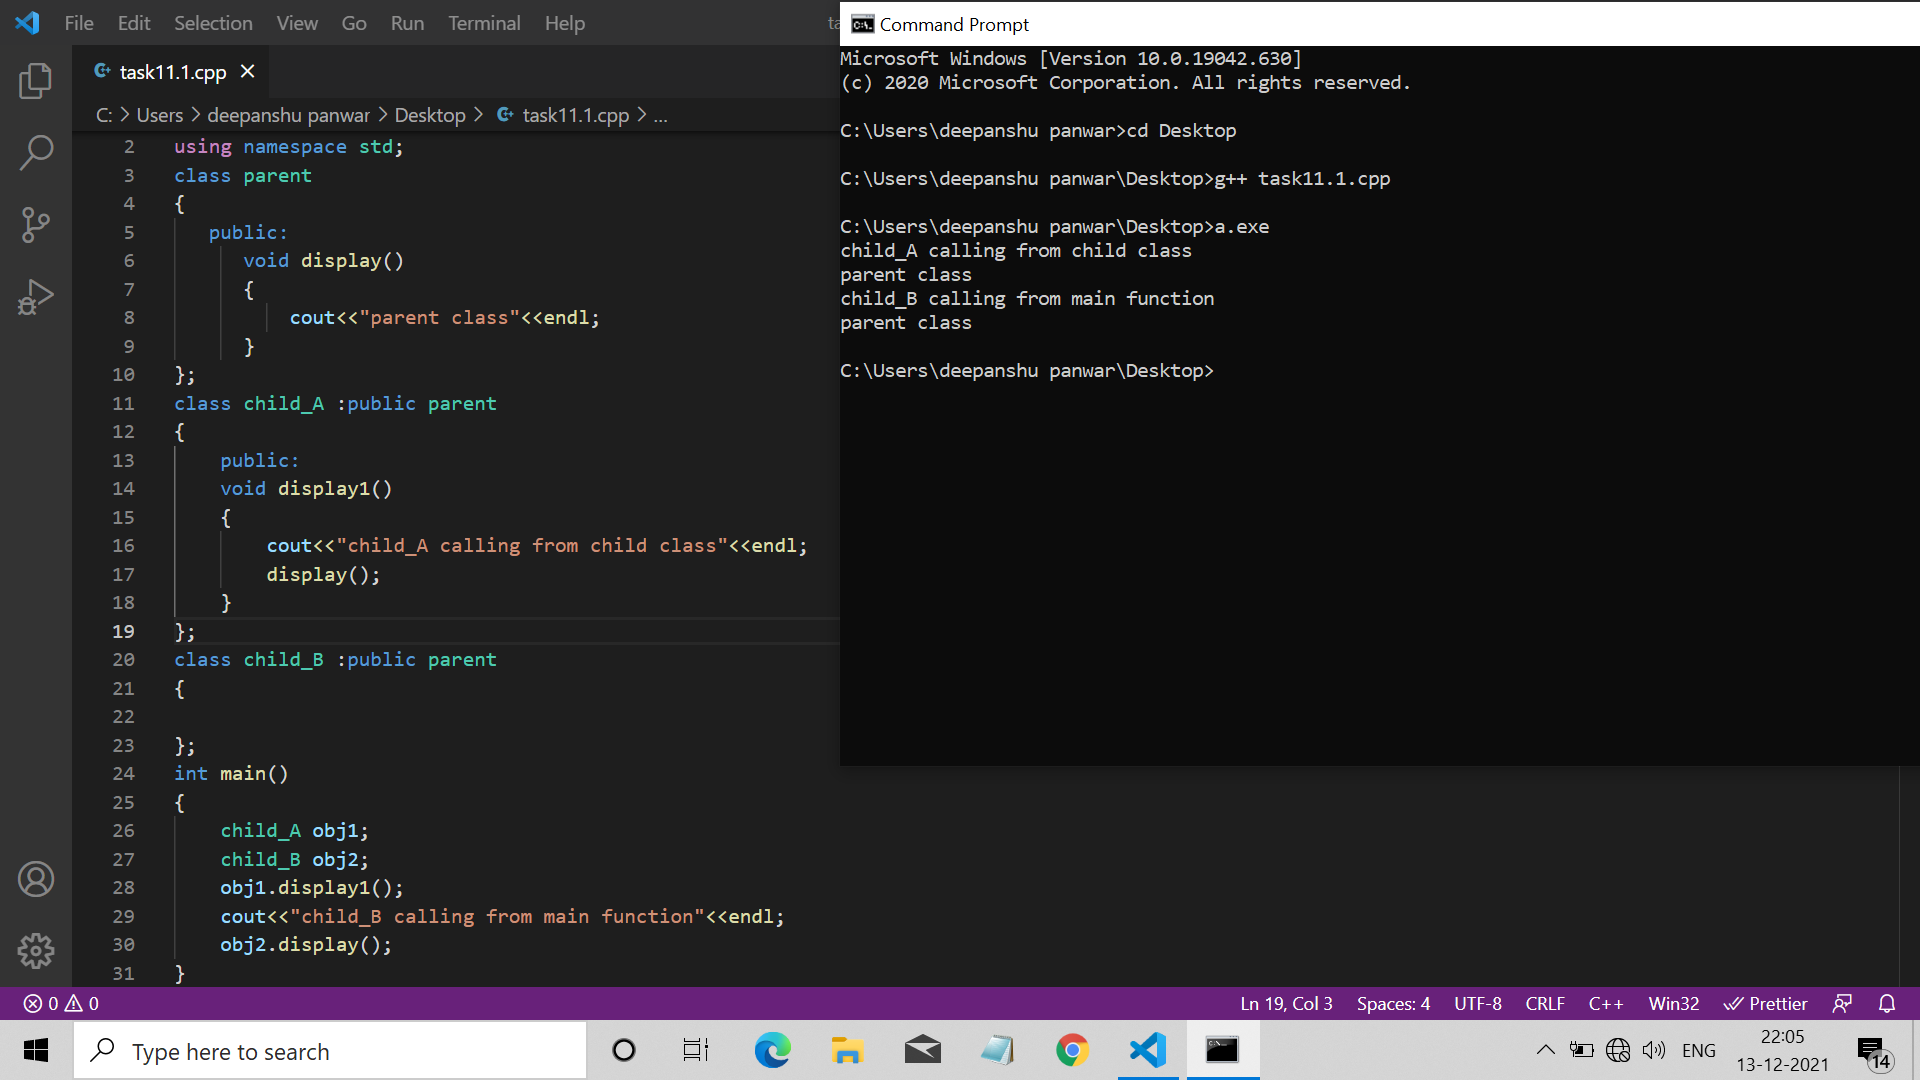 File Edit Selection View Go Run Terminal Help ta
task11.1.cpp
C: > Users > deepanshu panwar > Desktop > task11.1.cpp > ...
2 using namespace std;
3 class parent
4 {
5 public:
6 void display()
7 {
8 cout<<"parent class"<<endl;
9 }
10 };
11 class child_A :public parent
12 {
13 public:
14 void display1()
15 {
16 cout<<"child_A calling from child class"<<endl;
17 display();
18 }
19 };
20 class child_B :public parent
21 {
22
23 };
24 int main()
25 {
26 child_A obj1;
27 child_B obj2;
28 obj1.display1();
29 cout<<"child_B calling from main function"<<endl;
30 obj2.display();
31 }
Command Prompt
Microsoft Windows [Version 10.0.19042.630]
(c) 2020 Microsoft Corporation. All rights reserved.
C:\Users\deepanshu panwar>cd Desktop
C:\Users\deepanshu panwar\Desktop>g++ task11.1.cpp
C:\Users\deepanshu panwar\Desktop>a.exe
child_A calling from child class
parent class
child_B calling from main function
parent class
C:\Users\deepanshu panwar\Desktop>
0 0 Ln 19, Col 3 Spaces: 4 UTF-8 CRLF C++ Win32 Prettier
Type here to search
ENG
22:05
13-12-2021
14